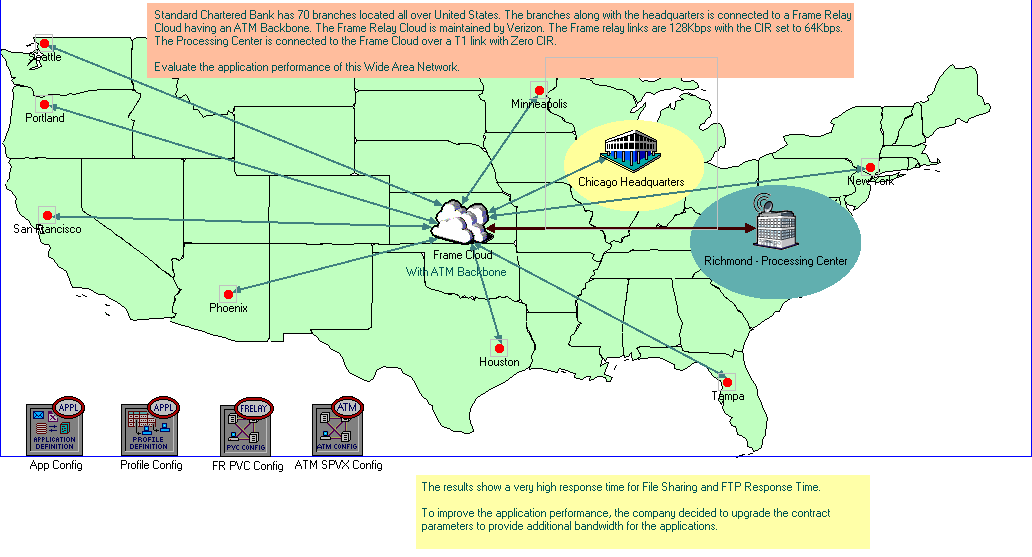 Standard Chartered Bank has 70 branches located all over United States. The branches along with the headquarters is connected to a Frame Relay
Cloud having an ATM Backbone. The Frame Relay Cloud is maintained by Verizon. The Frame relay links are 128Kbps with the CIR set to 64Kbps.
The Processing Center is connected to the Frame Cloud over a T1 link with Zero CIR.
Evaluate the application performance of this Wide Area Network.
Seattle
Portland
Minneapolis
Chicago Headquarters
New York
San Francisco
Frame Cloud
With ATM Backbone
Richmond - Processing Center
Phoenix
Houston
Tampa
APPL
APPLICATION
DEFINITION
App Config
APPL
PROFILE
DEFINITION
Profile Config
FRELAY
PVC CONFIG
FR PVC Config
ATM
ATM CONFIG
ATM SPVX Config
The results show a very high response time for File Sharing and FTP Response Time.
To improve the application performance, the company decided to upgrade the contract
parameters to provide additional bandwidth for the applications.